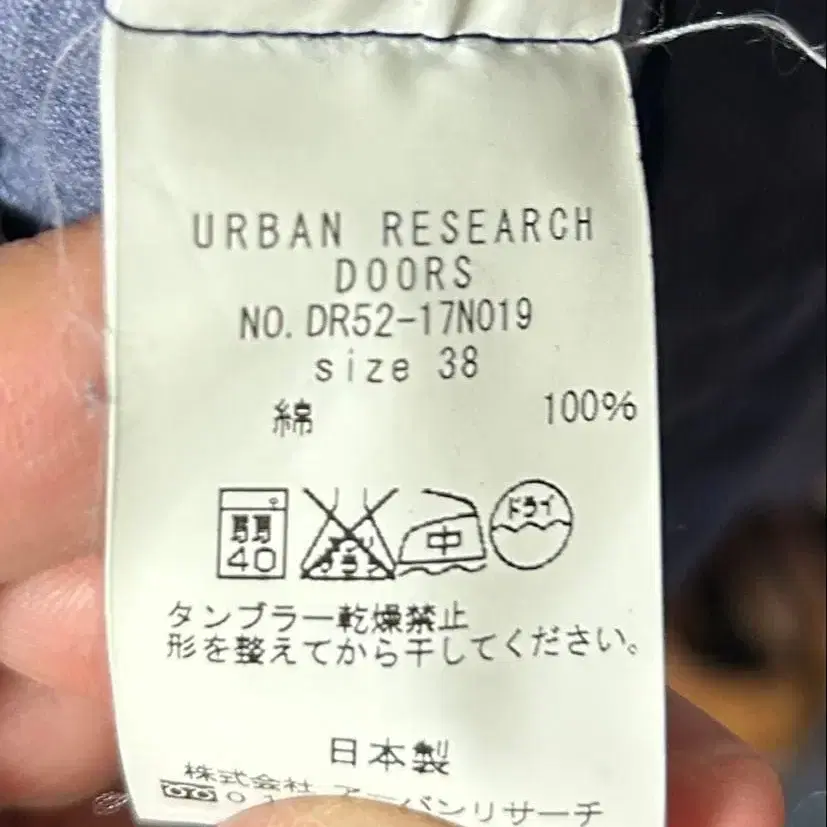 URBAN RESEARCH
DOORS
NO. DR52-17N019
size 38
綿 100%
弱 40 中 ドライ
タンブラー乾燥禁止
形を整えてから干してください。
日本製
株式会社 アーバンリサーチ